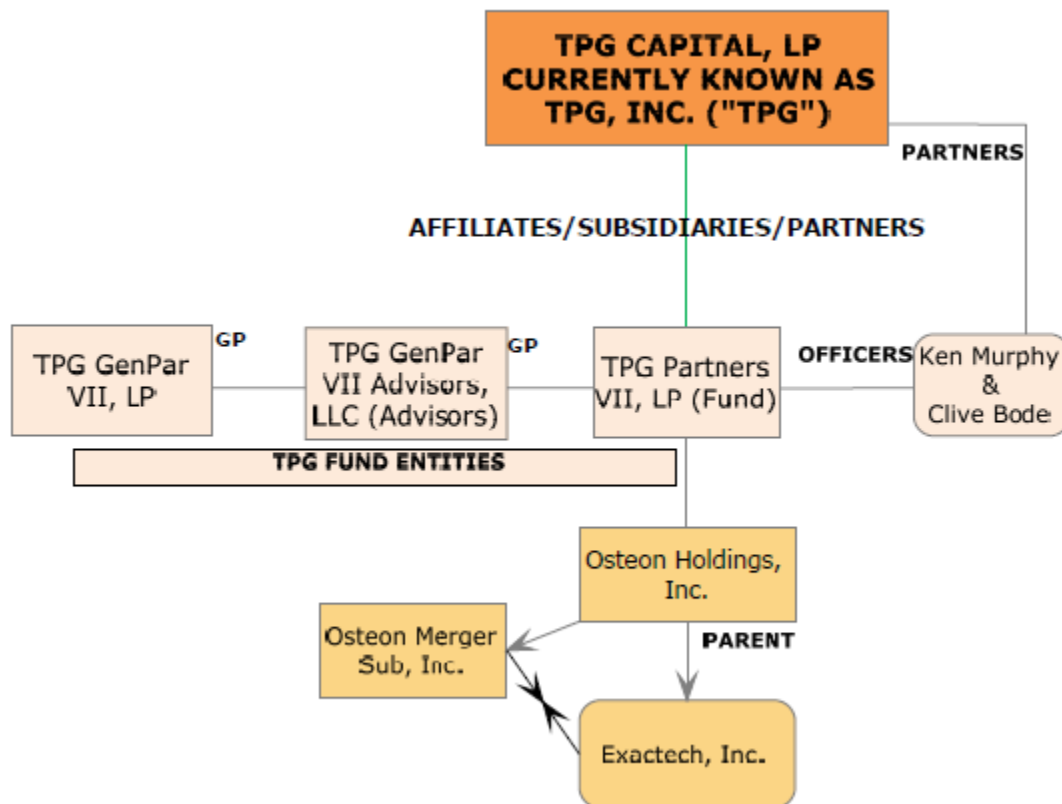 TPG CAPITAL, LP
CURRENTLY KNOWN AS
TPG, INC. ("TPG")
PARTNERS
AFFILIATES/SUBSIDIARIES/PARTNERS
TPG GenPar
VII, LP
GP
TPG GenPar
VII Advisors,
LLC (Advisors)
GP
TPG Partners
VII, LP (Fund)
OFFICERS
Ken Murphy
&
Clive Bode
TPG FUND ENTITIES
Osteon Holdings,
Inc.
Osteon Merger
Sub, Inc.
PARENT
Exactech, Inc.